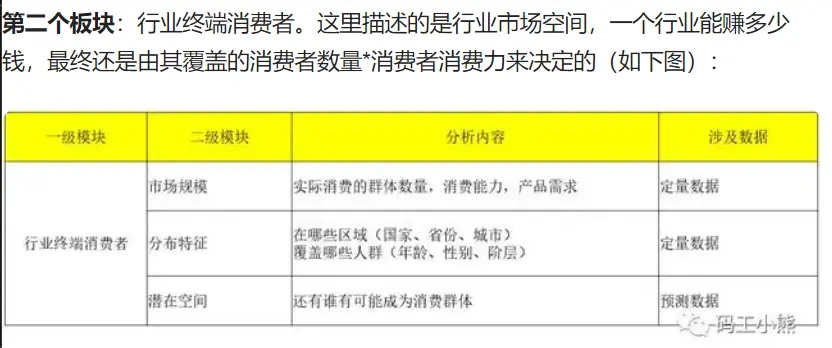 第二个板块：行业终端消费者。这里描述的是行业市场空间，一个行业能赚多少
钱，最终还是由其覆盖的消费者数量*消费者消费力来决定的（如下图）：
一级模块 二级模块 分析内容 涉及数据
市场规模 实际消费的群体数量，消费能力，产品需求 定量数据
行业终端消费者 分布特征 在哪些区域（国家、省份、城市） 定量数据
覆盖哪些人群（年龄、性别、阶层）
潜在空间 还有谁有可能成为消费群体 预测数据
码工小熊